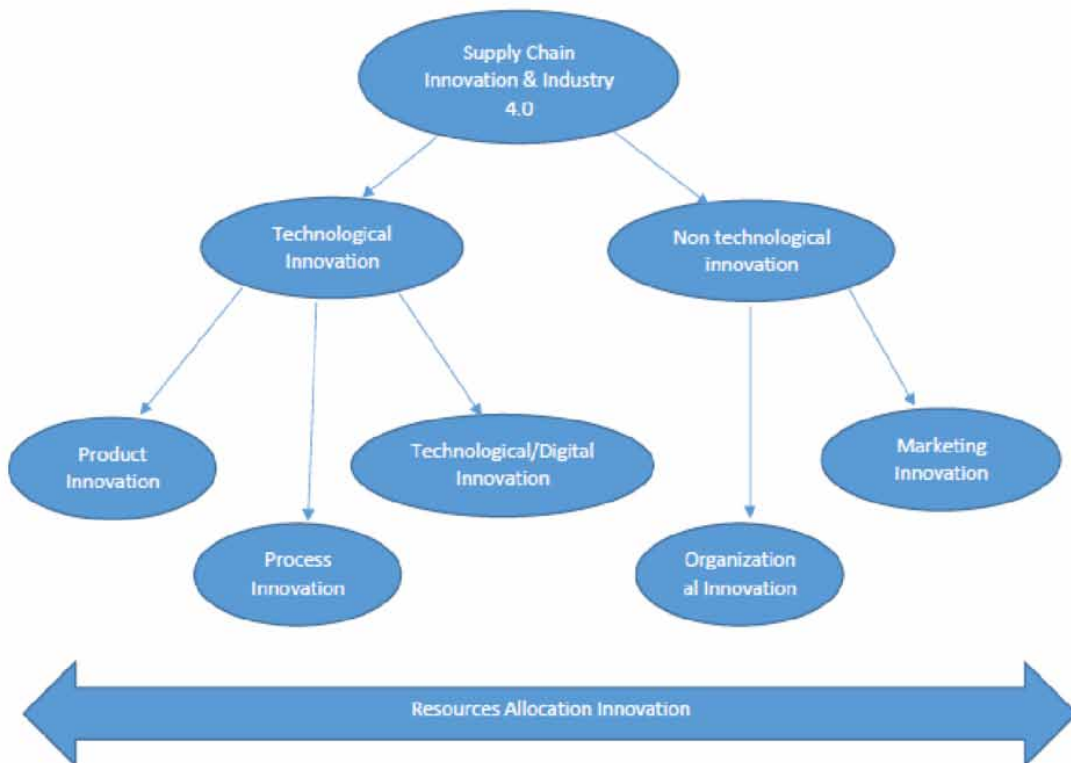 Supply Chain
Innovation & Industry
4.0
Technological
Innovation
Non technological
innovation
Product
Innovation
Technological/Digital
Innovation
Marketing
Innovation
Process
Innovation
Organization
al Innovation
Resources Allocation Innovation